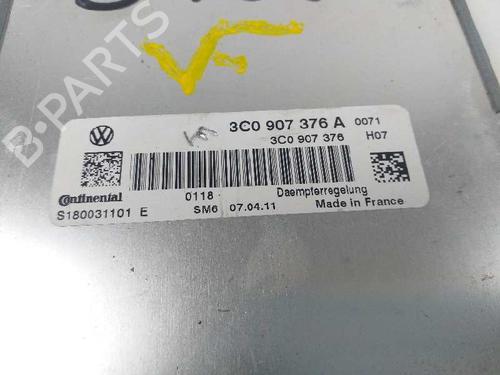 VF
B-PARTS
3C0 907 376 A 0071
3C0 907 376 H07
Continental 0118 Daempferregelung
S180031101 E SM6 07.04.11 Made in France